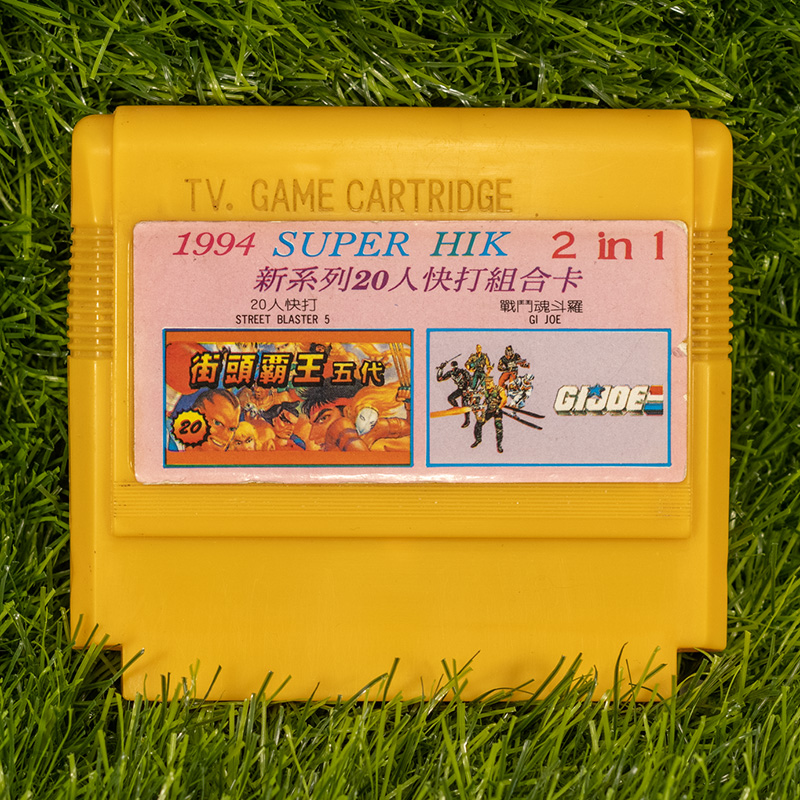 TV. GAME CARTRIDGE
1994 SUPER HIK 2 in 1
新系列20人快打組合卡
20人快打
STREET BLASTER 5
戰鬥魂斗羅
GI JOE
街頭霸王五代
20
GIJOE